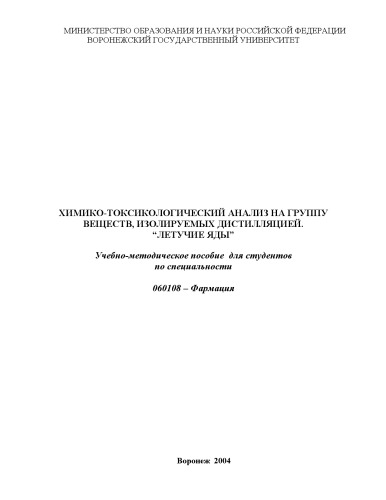 МИНИСТЕРСТВО ОБРАЗОВАНИЯ И НАУКИ РОССИЙСКОЙ ФЕДЕРАЦИИ
ВОРОНЕЖСКИЙ ГОСУДАРСТВЕННЫЙ УНИВЕРСИТЕТ
ХИМИКО-ТОКСИКОЛОГИЧЕСКИЙ АНАЛИЗ НА ГРУППУ
ВЕЩЕСТВ, ИЗОЛИРУЕМЫХ ДИСТИЛЛЯЦИЕЙ.
“ЛЕТУЧИЕ ЯДЫ”
Учебно-методическое пособие для студентов
по специальности
060108 – Фармация
Воронеж 2004